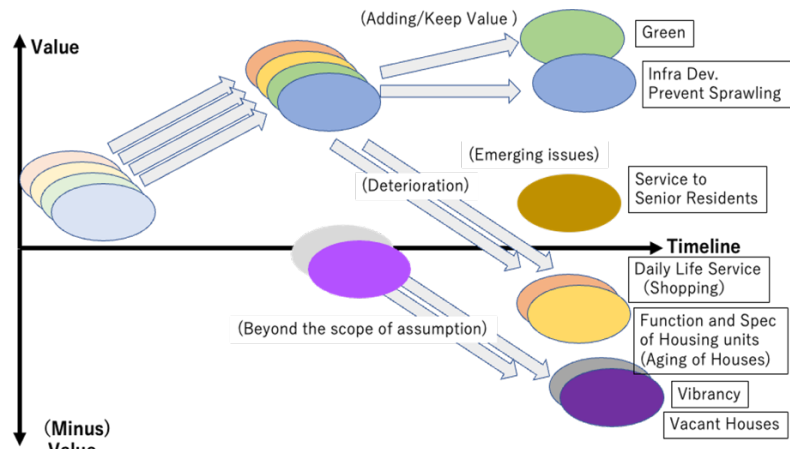 Value
(Adding/Keep Value )
Green
Infra Dev.
Prevent Sprawling
(Emerging issues)
(Deterioration)
Service to
Senior Residents
Timeline
Daily Life Service
(Shopping)
(Beyond the scope of assumption)
Function and Spec
of Housing units
(Aging of Houses)
Vibrancy
Vacant Houses
(Minus)
Value